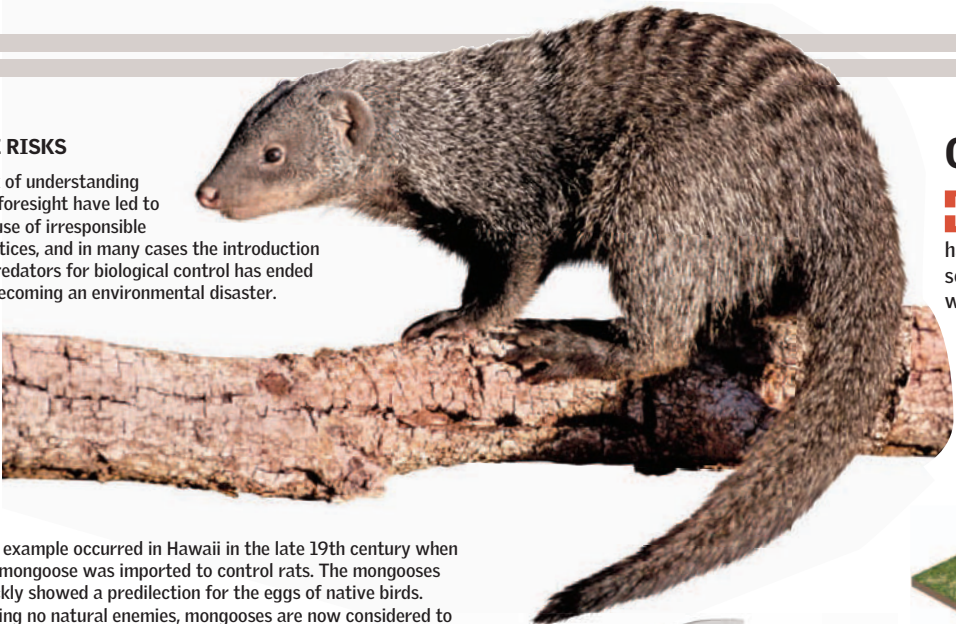 RISKS
of understanding
foresight have led to
use of irresponsible
tices, and in many cases the introduction
redators for biological control has ended
ecoming an environmental disaster.
example occurred in Hawaii in the late 19th century when
mongoose was imported to control rats. The mongooses
ckly showed a predilection for the eggs of native birds.
ing no natural enemies, mongooses are now considered to